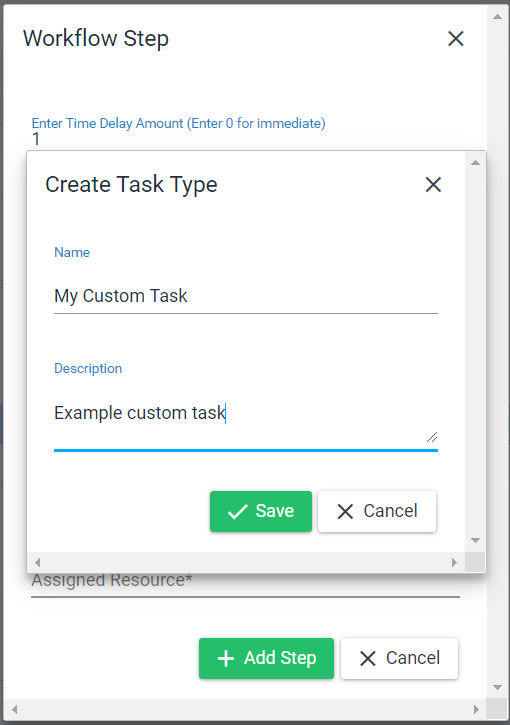 Workflow Step
Enter Time Delay Amount (Enter 0 for immediate)
1
Create Task Type
Name
My Custom Task
Description
Example custom task
Save Cancel
Assigned Resource*
Add Step Cancel